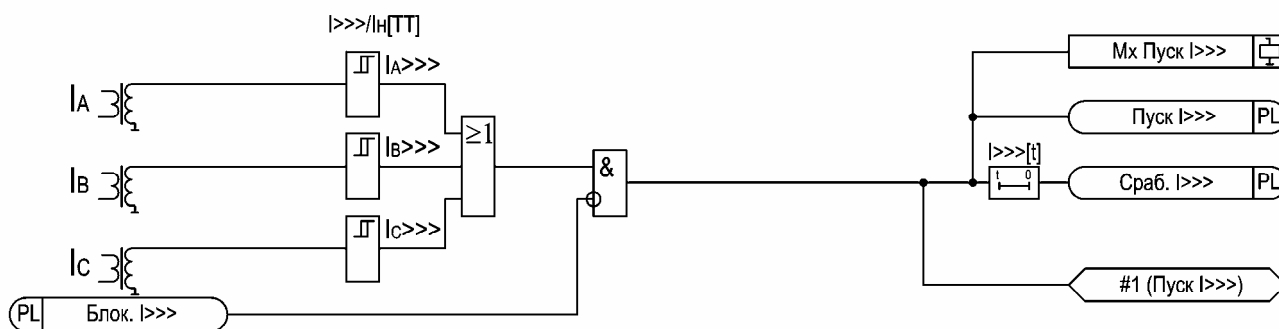 I>>>/Iн[ТТ]
IA
IA>>>
IB
IB>>>
IC
IC>>>
≥1
&
PL Блок. I>>>
I>>>[t]
t 0
Мх Пуск I>>>
Пуск I>>> PL
Сраб. I>>> PL
#1 (Пуск I>>>)